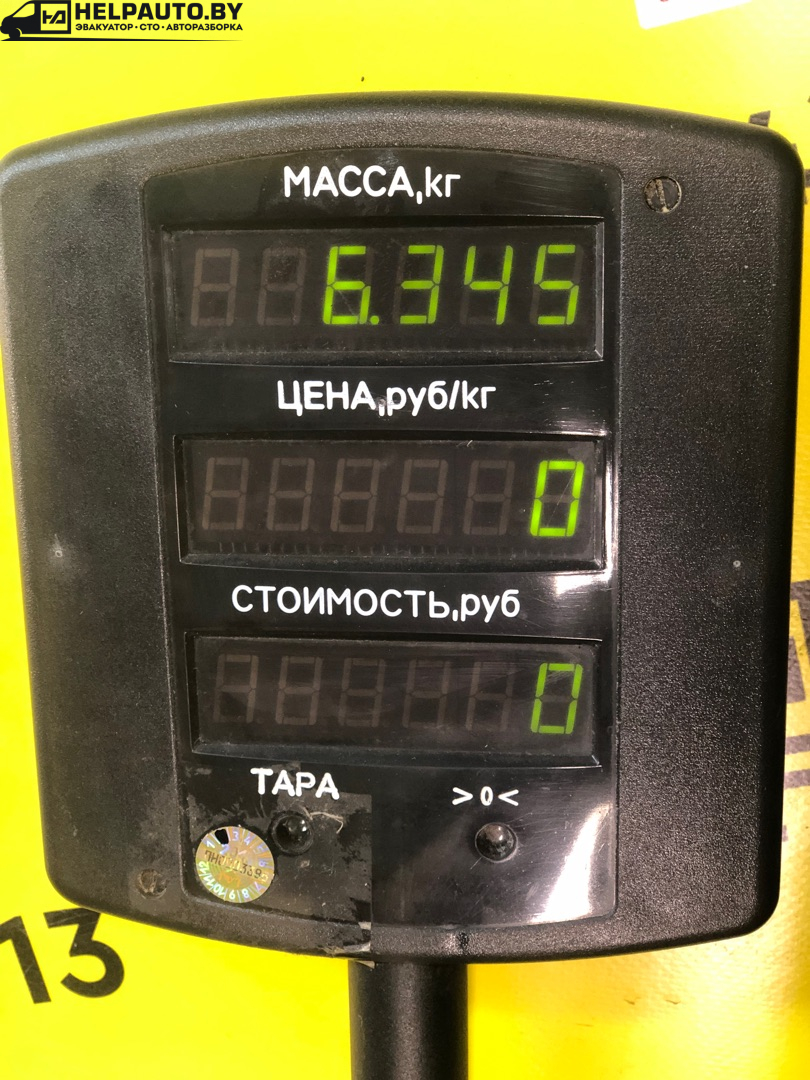 HELPAUTO.BY
ЭВАКУАТОР • СТО • АВТОРАЗБОРКА
МАССА,кг
6.345
ЦЕНА,руб/кг
0
СТОИМОСТЬ,руб
0
ТАРА
>0<
13